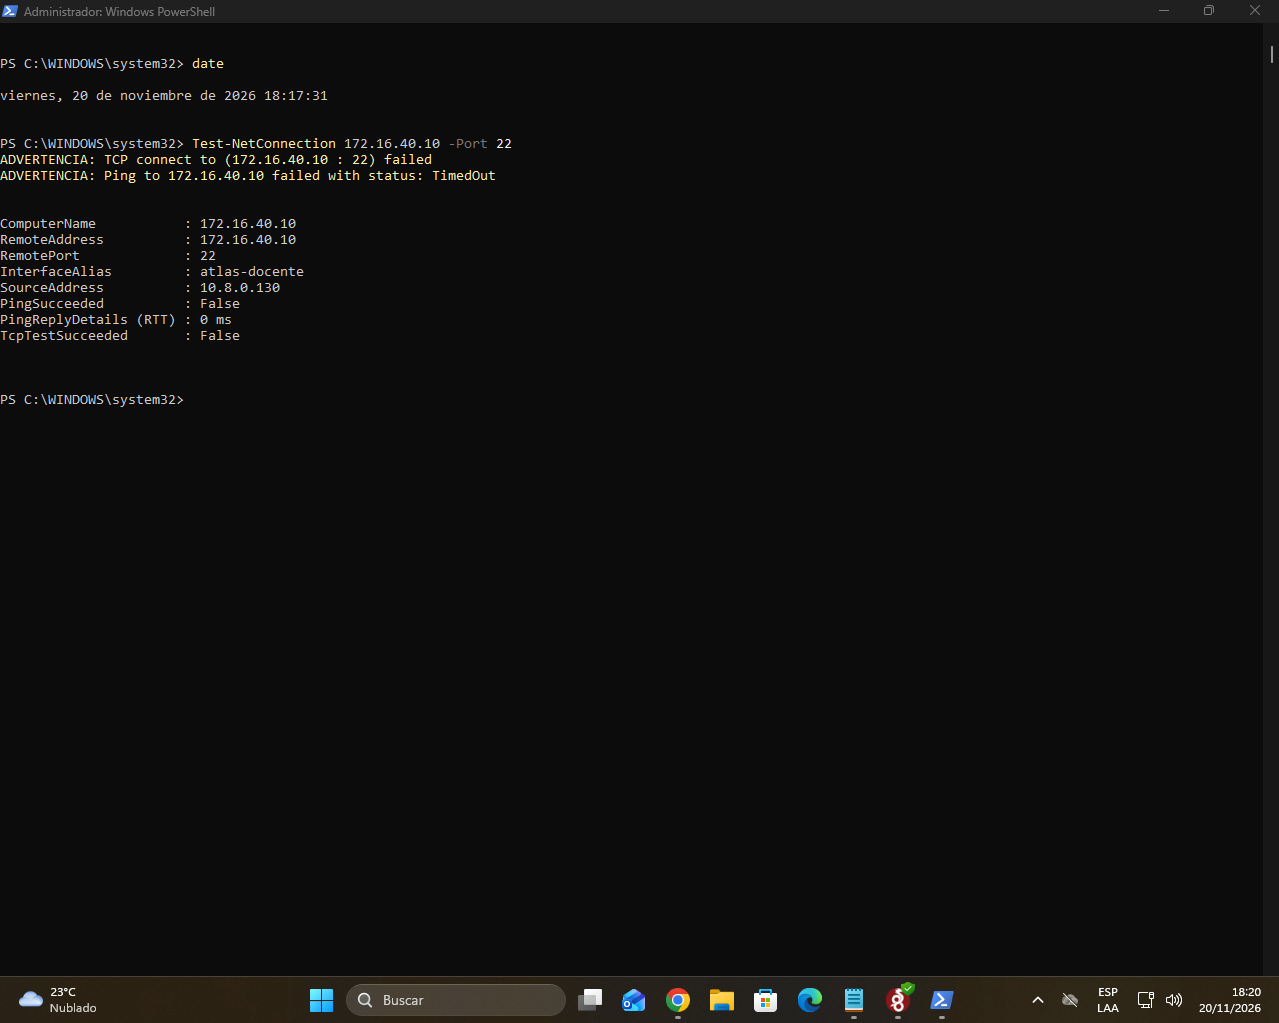 Administrador: Windows PowerShell
PS C:\WINDOWS\system32> date
viernes, 20 de noviembre de 2026 18:17:31
PS C:\WINDOWS\system32> Test-NetConnection 172.16.40.10 -Port 22
ADVERTENCIA: TCP connect to (172.16.40.10 : 22) failed
ADVERTENCIA: Ping to 172.16.40.10 failed with status: TimedOut
ComputerName           : 172.16.40.10
RemoteAddress          : 172.16.40.10
RemotePort             : 22
InterfaceAlias         : atlas-docente
SourceAddress          : 10.8.0.130
PingSucceeded          : False
PingReplyDetails (RTT) : 0 ms
TcpTestSucceeded       : False
PS C:\WINDOWS\system32>
23°C
Nublado
Buscar
ESP
LAA
18:20
20/11/2026